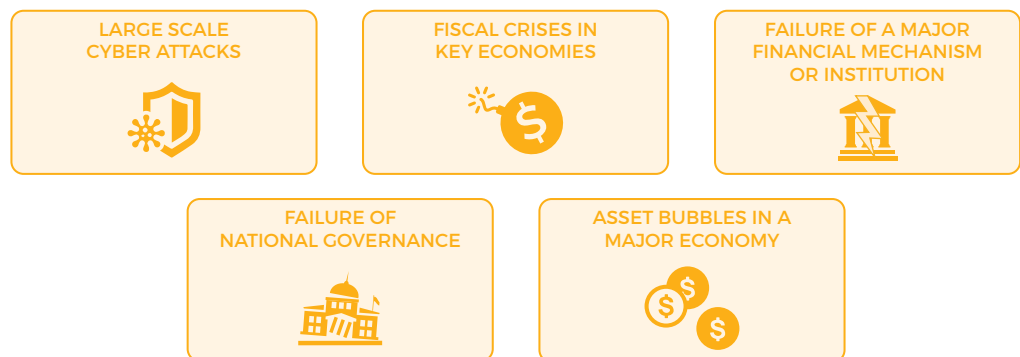 LARGE SCALE
CYBER ATTACKS
FISCAL CRISES IN
KEY ECONOMIES
FAILURE OF A MAJOR
FINANCIAL MECHANISM
OR INSTITUTION
FAILURE OF
NATIONAL GOVERNANCE
ASSET BUBBLES IN A
MAJOR ECONOMY